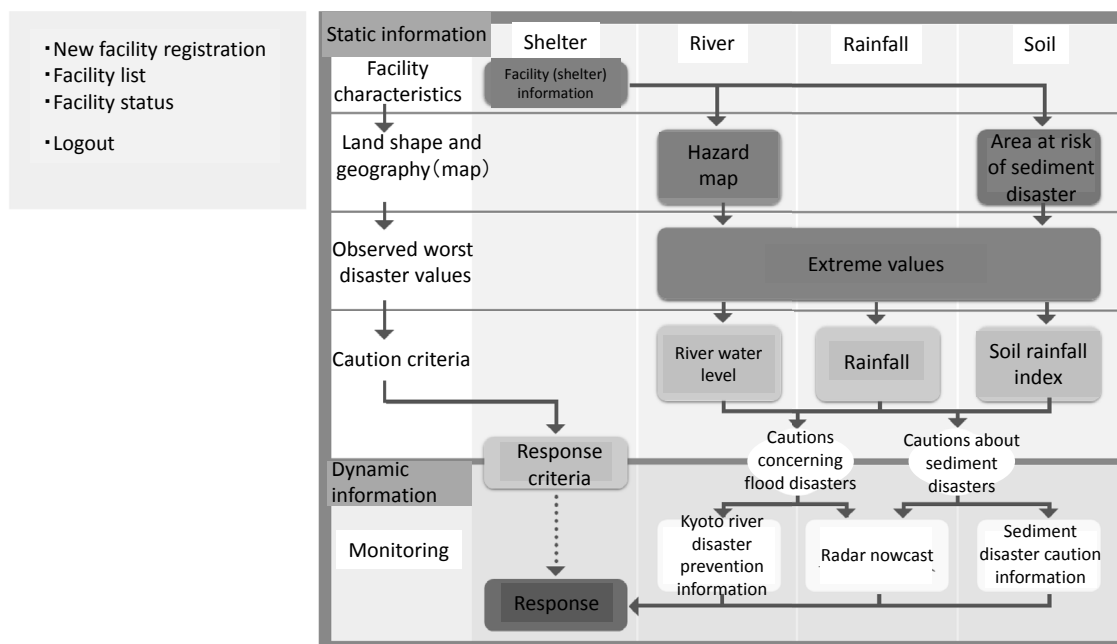 ・New facility registration
・Facility list
・Facility status
・Logout
Static information
Shelter
River
Rainfall
Soil
Facility
characteristics
Facility (shelter)
information
Land shape and
geography(map)
Hazard
map
Area at risk
of sediment
disaster
Observed worst
disaster values
Extreme values
Caution criteria
River water
level
Rainfall
Soil rainfall
index
Response
criteria
Cautions
concerning
flood disasters
Cautions about
sediment
disasters
Dynamic
information
Monitoring
Kyoto river
disaster
prevention
information
Radar nowcast
Sediment
disaster caution
information
Response